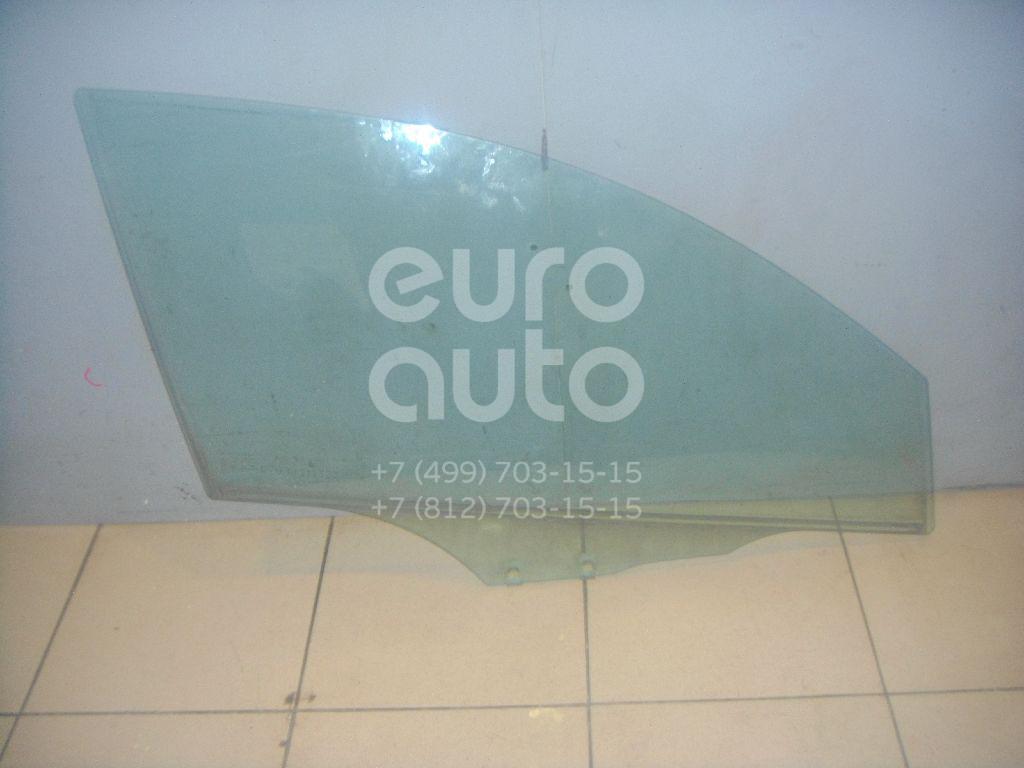 euro
auto
+7 (499) 703-15-15
+7 (812) 703-15-15